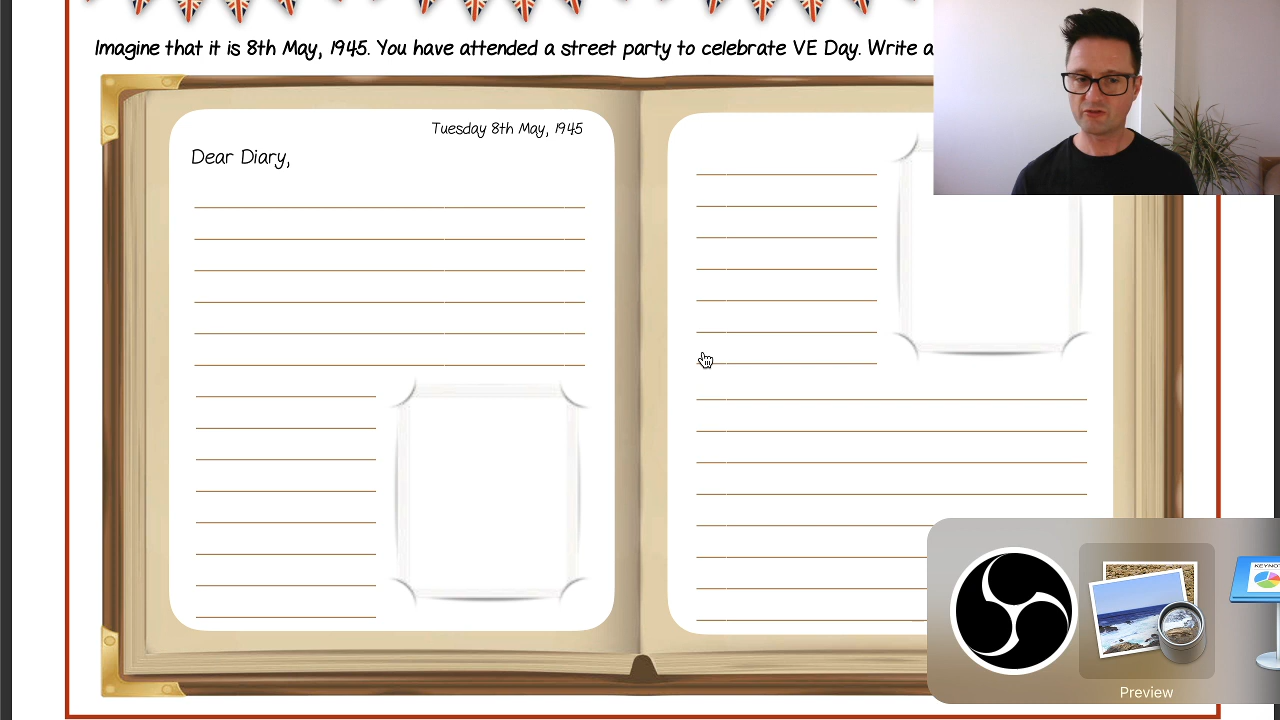 Imagine that it is 8th May, 1945. You have attended a street party to celebrate VE Day. Write a
Tuesday 8th May, 1945
Dear Diary,
KEYNOT
Preview